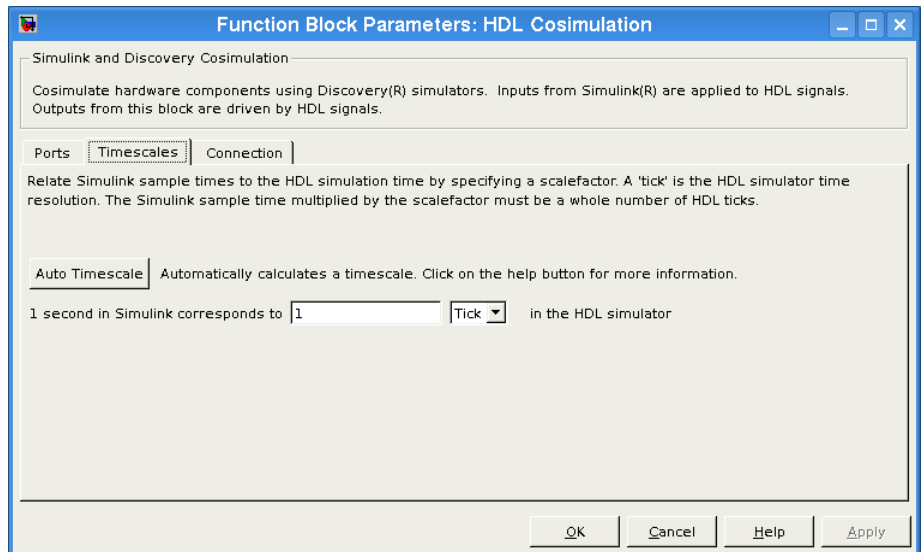 Function Block Parameters: HDL Cosimulation
Simulink and Discovery Cosimulation
Cosimulate hardware components using Discovery(R) simulators. Inputs from Simulink(R) are applied to HDL signals.
Outputs from this block are driven by HDL signals.
Ports Timescales Connection
Relate Simulink sample times to the HDL simulation time by specifying a scalefactor. A 'tick' is the HDL simulator time
resolution. The Simulink sample time multiplied by the scalefactor must be a whole number of HDL ticks.
Auto Timescale Automatically calculates a timescale. Click on the help button for more information.
1 second in Simulink corresponds to 1 Tick in the HDL simulator
OK Cancel Help Apply